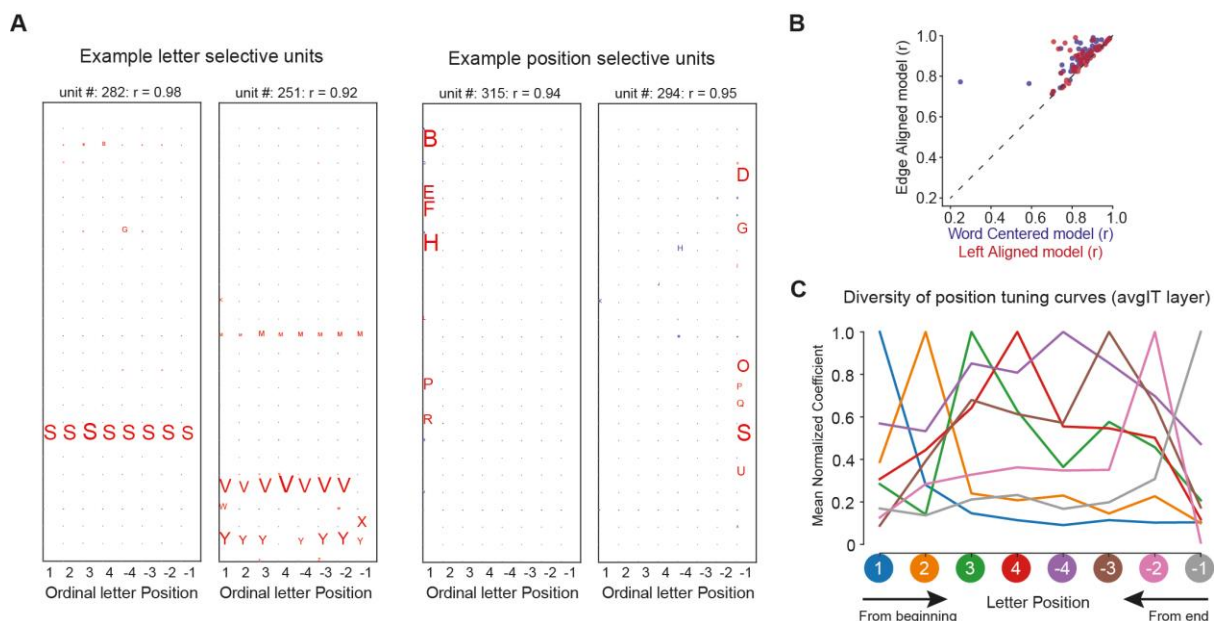 A
Example letter selective units
Example position selective units
unit #: 282: r = 0.98
unit #: 251: r = 0.92
unit #: 315: r = 0.94
unit #: 294: r = 0.95
G
S S S S S S S S
M M M M M M
V V V V V V V
W
X
Y Y Y Y Y Y Y
B
E
F
H
P
R
D
G
H
O
P
Q
S
U
1 2 3 4 -4 -3 -2 -1
1 2 3 4 -4 -3 -2 -1
1 2 3 4 -4 -3 -2 -1
1 2 3 4 -4 -3 -2 -1
Ordinal letter Position
Ordinal letter Position
Ordinal letter Position
Ordinal letter Position
B
Edge Aligned model (r)
1.0
0.8
0.6
0.4
0.2
0.2 0.4 0.6 0.8 1.0
Word Centered model (r)
Left Aligned model (r)
C
Diversity of position tuning curves (avgIT layer)
Mean Normalized Coefficient
1.0
0.8
0.6
0.4
0.2
0
1 2 3 4 -4 -3 -2 -1
From beginning
Letter Position
From end